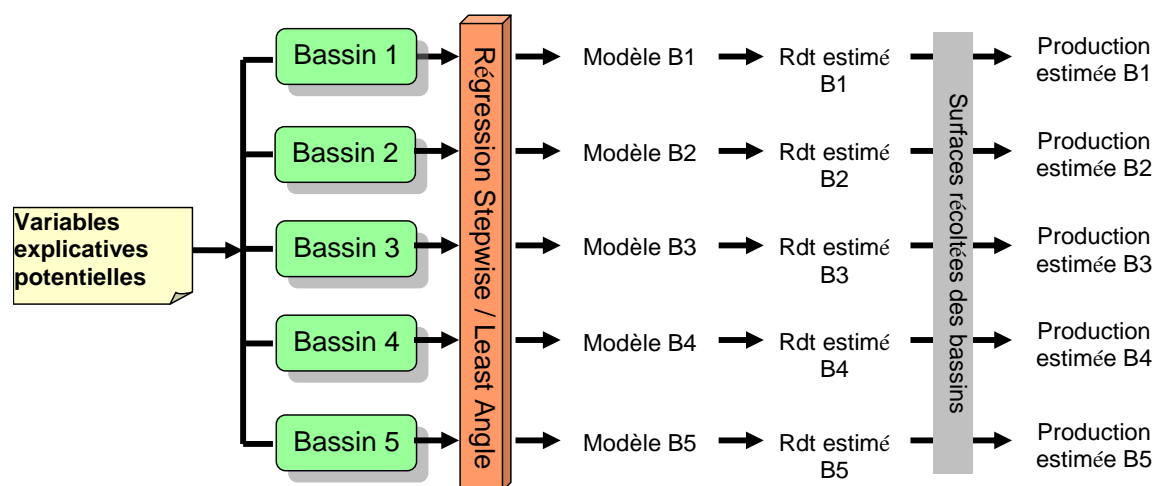 Variables
explicatives
potentielles
Bassin 1
Bassin 2
Bassin 3
Bassin 4
Bassin 5
Régression Stepwise / Least Angle
Modèle B1
Modèle B2
Modèle B3
Modèle B4
Modèle B5
Rdt estimé
B1
Rdt estimé
B2
Rdt estimé
B3
Rdt estimé
B4
Rdt estimé
B5
Surfaces récoltées des bassins
Production
estimée B1
Production
estimée B2
Production
estimée B3
Production
estimée B4
Production
estimée B5